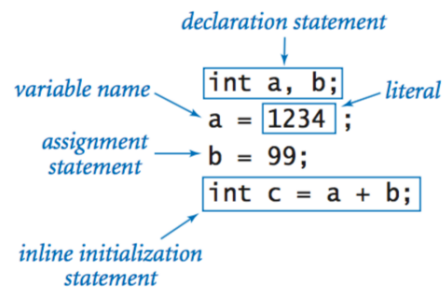 declaration statement
int a, b;
variable name
literal
a = 1234 ;
assignment
statement
b = 99;
int c = a + b;
inline initialization
statement